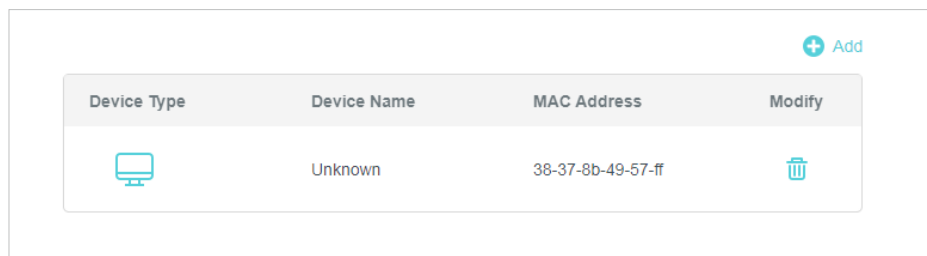 Add
Device Type Device Name MAC Address Modify
Unknown 38-37-8b-49-57-ff